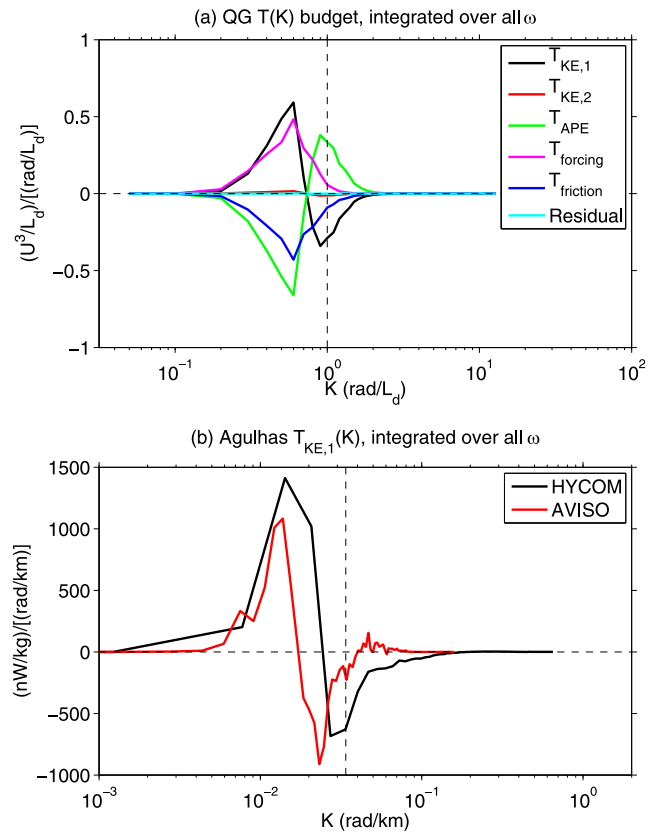 (a) QG T(K) budget, integrated over all ω
(U³/L_d)/[(rad/L_d)]
1
0.5
0
−0.5
−1
T_KE,1
T_KE,2
T_APE
T_forcing
T_friction
Residual
10⁻¹
10⁰
10¹
10²
K (rad/L_d)
(b) Agulhas T_KE,1(K), integrated over all ω
(nW/kg)/[(rad/km)]
1500
1000
500
0
−500
−1000
HYCOM
AVISO
10⁻³
10⁻²
10⁻¹
10⁰
K (rad/km)